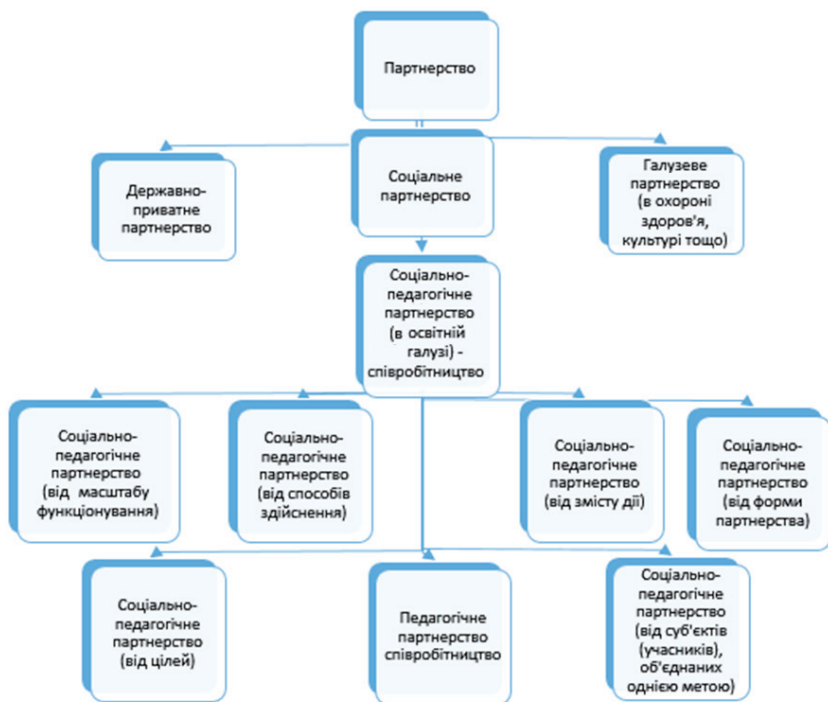 Партнерство
Державно-
приватне
партнерство
Соціальне
партнерство
Галузеве
партнерство
(в охороні
здоров'я,
культурі тощо)
Соціально-
педагогічне
партнерство
(в освітній
галузі) -
співробітництво
Соціально-
педагогічне
партнерство
(від масштабу
функціонування)
Соціально-
педагогічне
партнерство
(від способів
здійснення)
Соціально-
педагогічне
партнерство
(від змісту дії)
Соціально-
педагогічне
партнерство
(від форми
партнерства)
Соціально-
педагогічне
партнерство
(від цілей)
Педагогічне
партнерство
співробітництво
Соціально-
педагогічне
партнерство
(від суб'єктів
(учасників),
об'єднаних
однією метою)